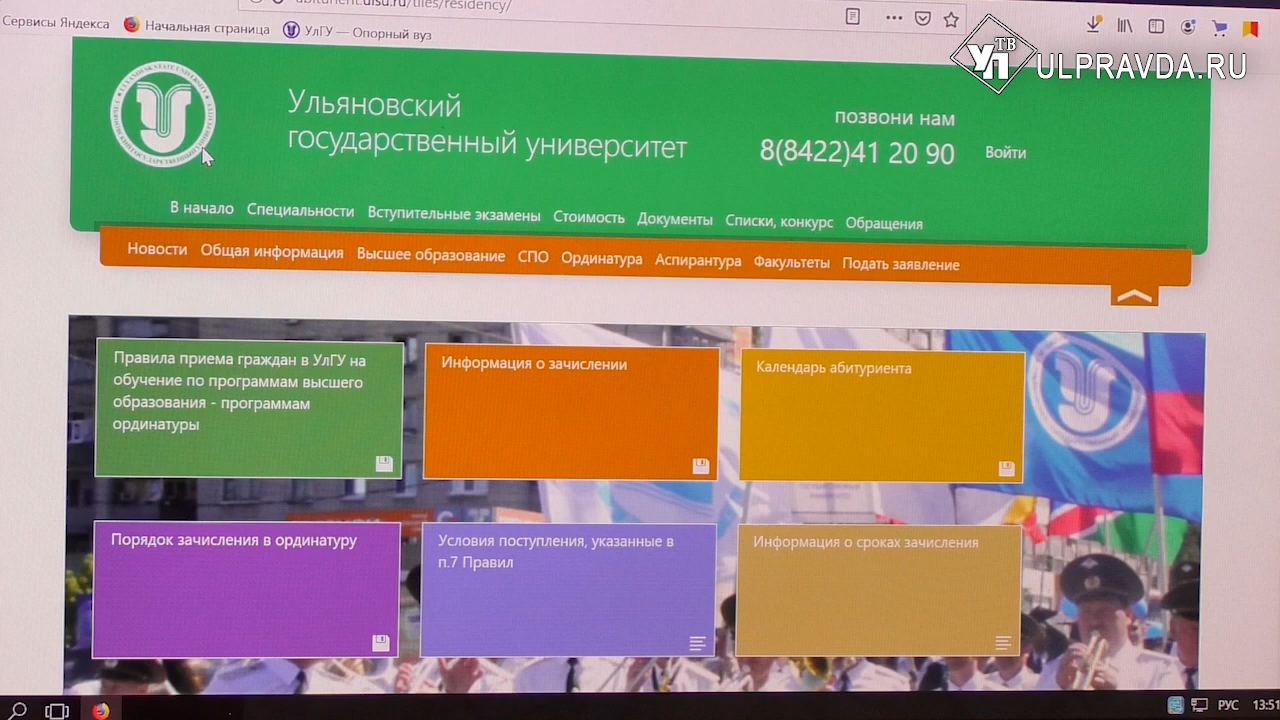 abiturient.ulsu.ru/tiles/residency/
Сервисы Яндекса
Начальная страница
УлГУ — Опорный вуз
УП ТВ
ULPRAVDA.RU
Ульяновский
государственный университет
позвони нам
8(8422)41 20 90
Войти
В начало Специальности Вступительные экзамены Стоимость Документы Списки, конкурс Обращения
Новости Общая информация Высшее образование СПО Ординатура Аспирантура Факультеты Подать заявление
Правила приема граждан в УлГУ на
обучение по программам высшего
образования - программам
ординатуры
Информация о зачислении
Календарь абитуриента
Порядок зачисления в ординатуру
Условия поступления, указанные в
п.7 Правил
Информация о сроках зачисления
РУС
13:51